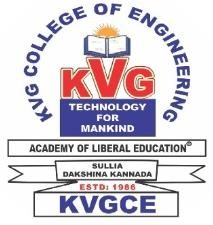 KVG COLLEGE OF ENGINEERING
KVG
TECHNOLOGY
FOR
MANKIND
ACADEMY OF LIBERAL EDUCATION®
SULLIA
DAKSHINA KANNADA
ESTD: 1986
KVGCE